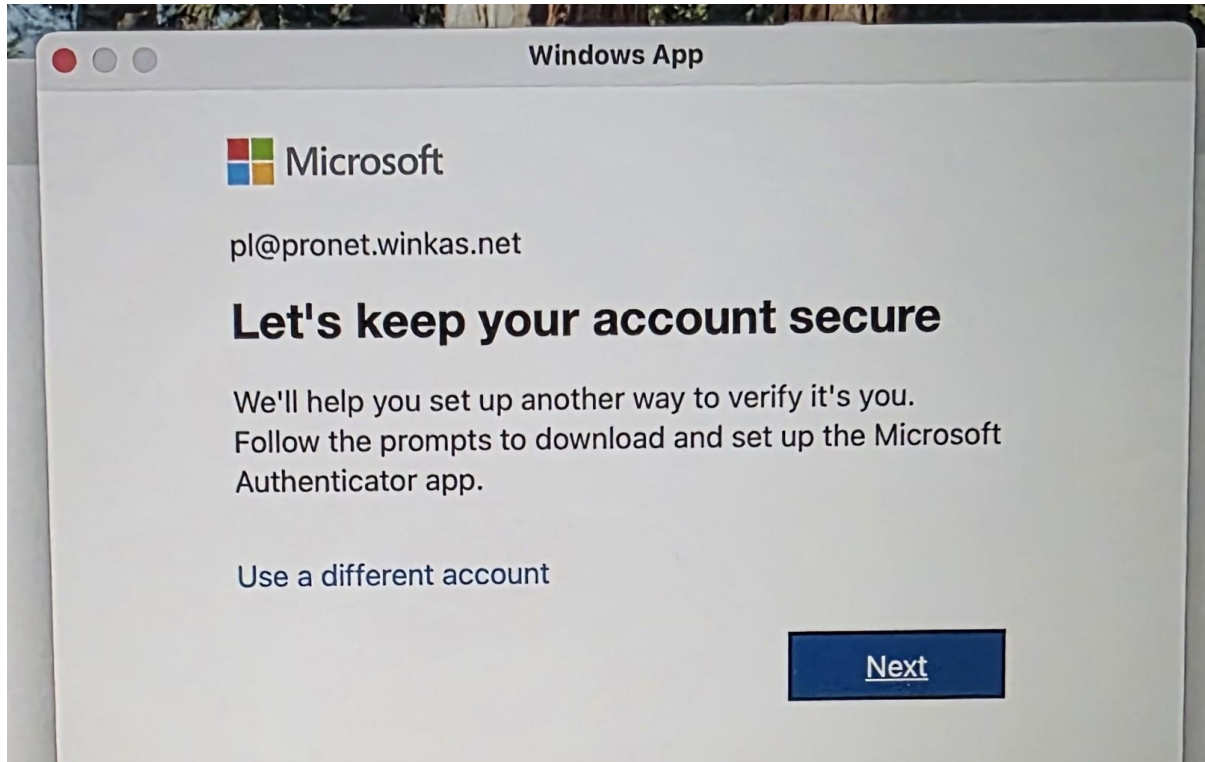 Windows App
Microsoft
pl@pronet.winkas.net
Let's keep your account secure
We'll help you set up another way to verify it's you.
Follow the prompts to download and set up the Microsoft
Authenticator app.
Use a different account
Next